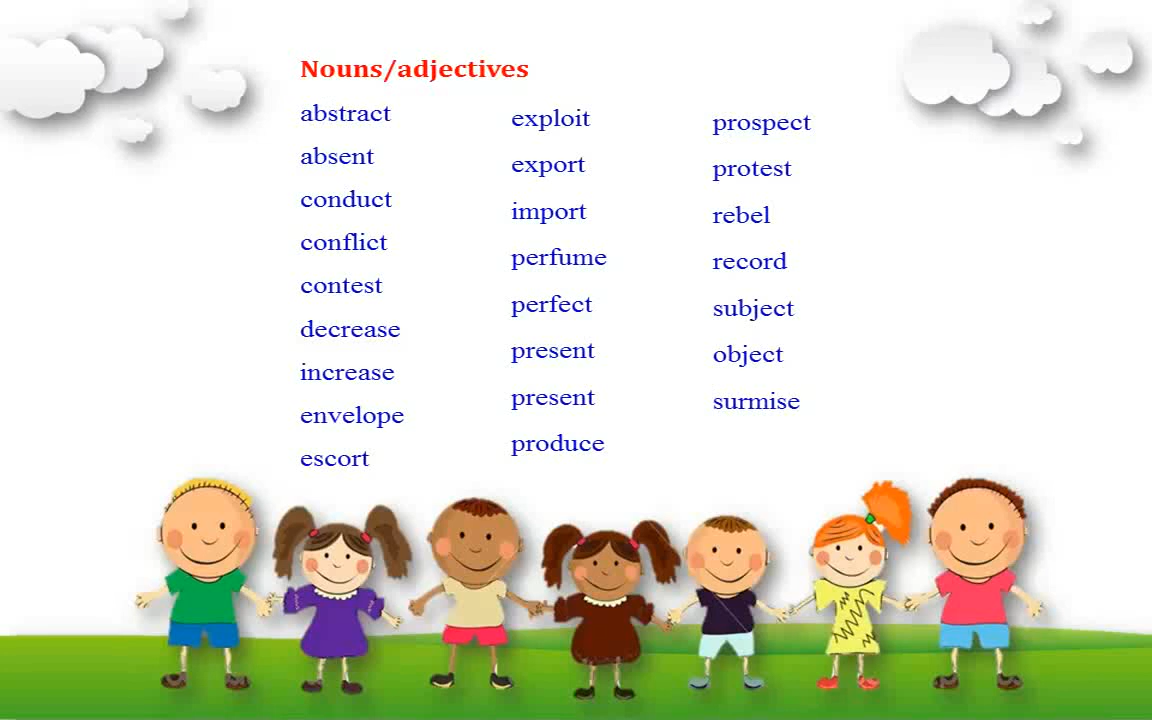 Nouns/adjectives
abstract
absent
conduct
conflict
contest
decrease
increase
envelope
escort
exploit
export
import
perfume
perfect
present
present
produce
prospect
protest
rebel
record
subject
object
surmise